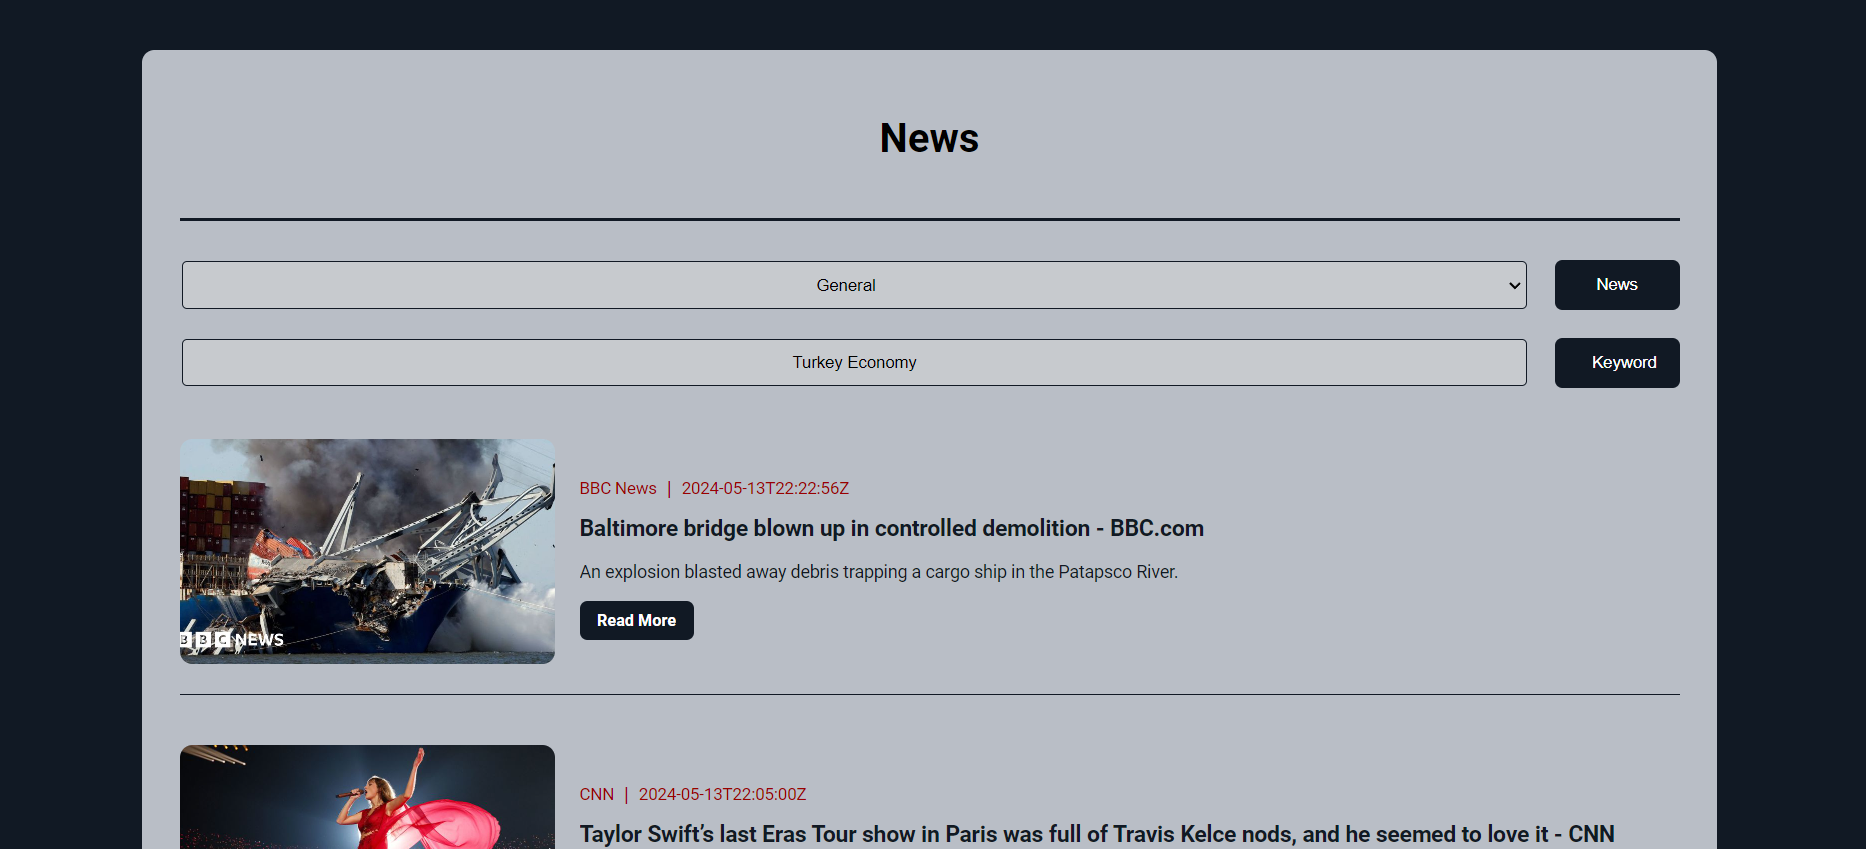 News
General
News
Turkey Economy
Keyword
BBC News | 2024-05-13T22:22:56Z
Baltimore bridge blown up in controlled demolition - BBC.com
An explosion blasted away debris trapping a cargo ship in the Patapsco River.
Read More
BBC NEWS
CNN | 2024-05-13T22:05:00Z
Taylor Swift’s last Eras Tour show in Paris was full of Travis Kelce nods, and he seemed to love it - CNN